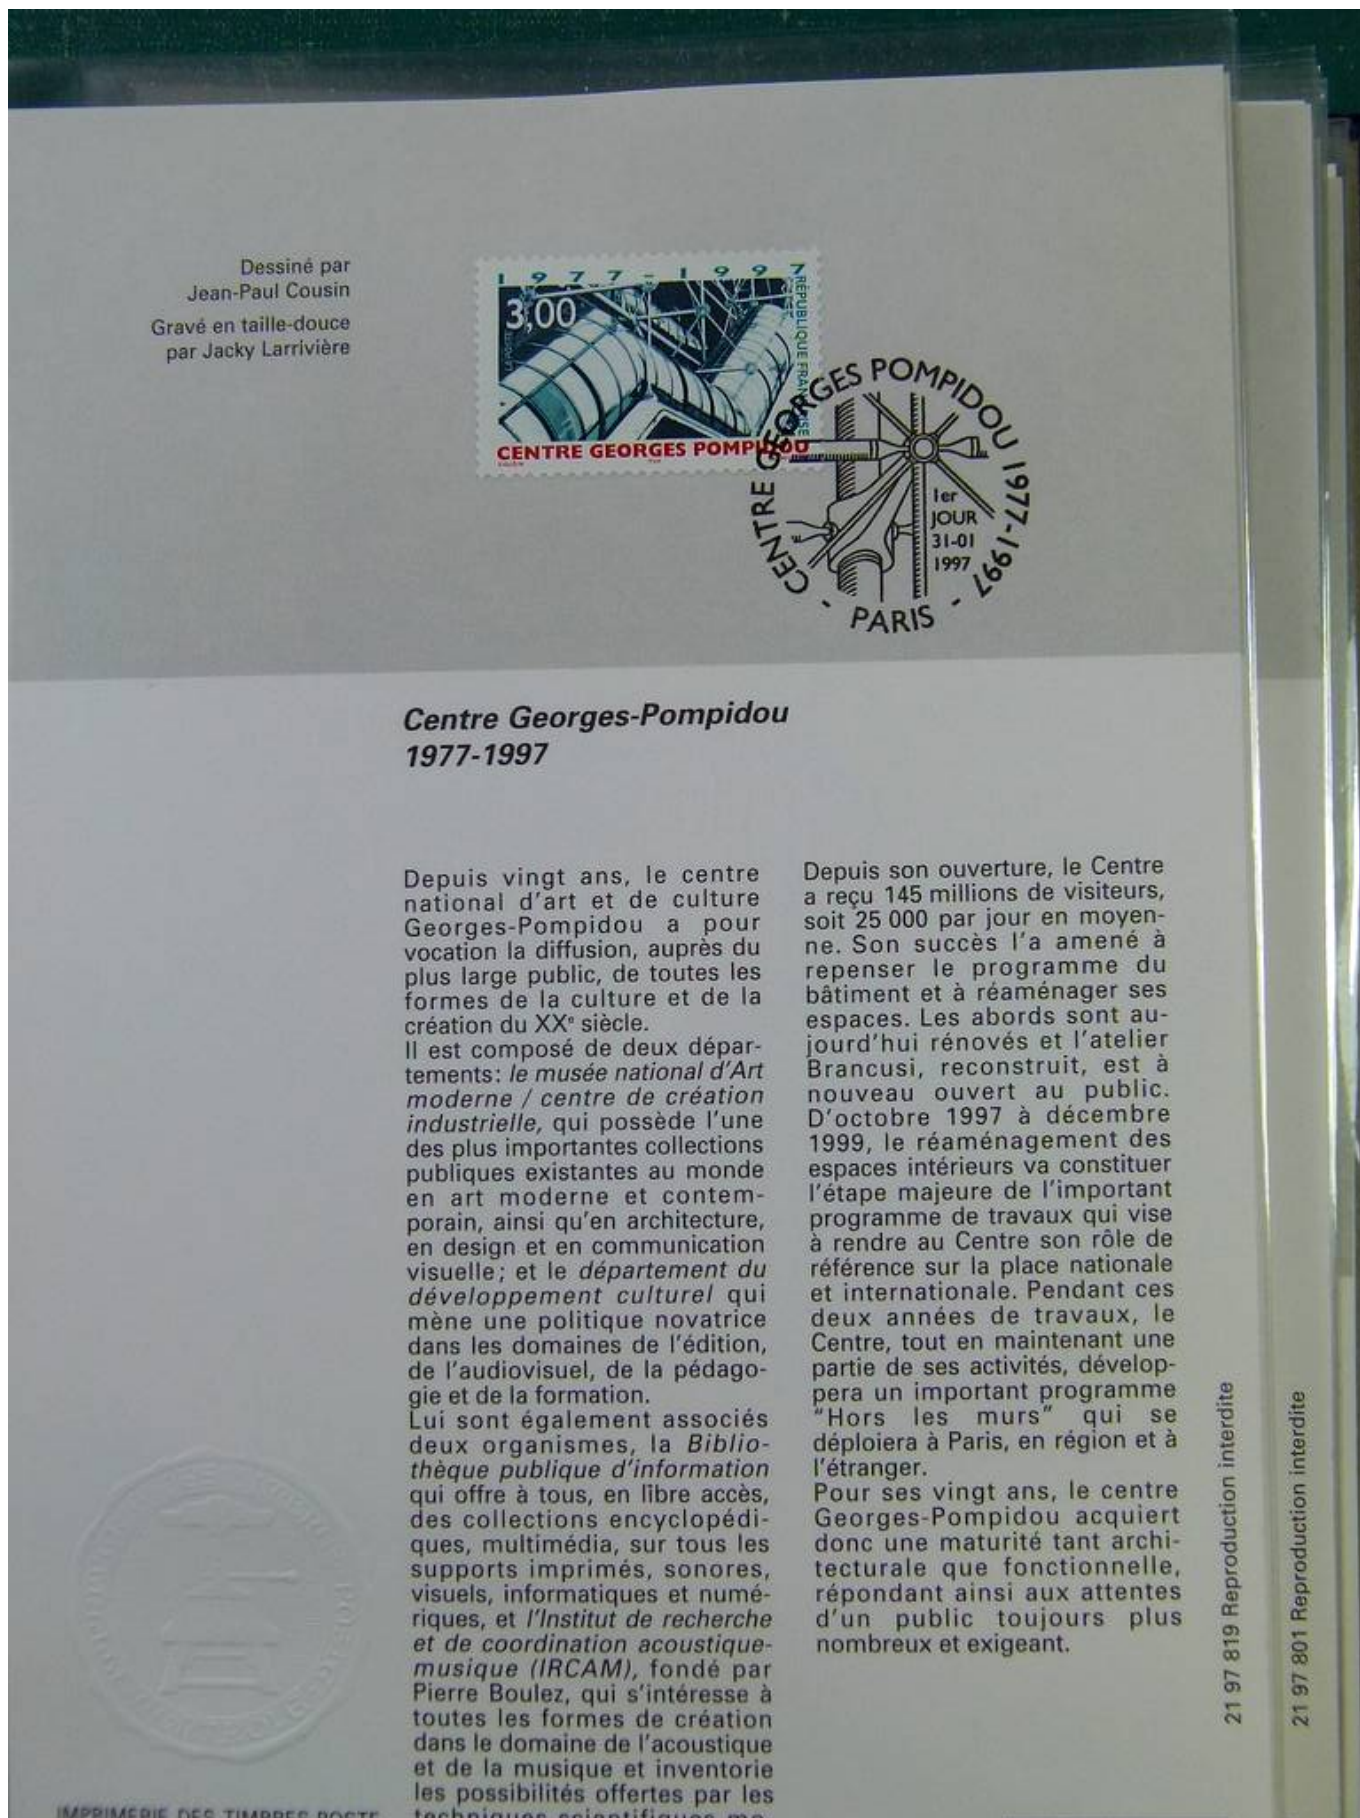 Dessiné par
Jean-Paul Cousin
Gravé en taille-douce
par Jacky Larrivière
1977-1997
3,00
LA POSTE
RÉPUBLIQUE FRANÇAISE
CENTRE GEORGES POMPIDOU
CENTRE GEORGES POMPIDOU 1977-1997
1er
JOUR
31-01
1997
- PARIS -
Centre Georges-Pompidou
1977-1997
Depuis vingt ans, le centre
national d'art et de culture
Georges-Pompidou a pour
vocation la diffusion, auprès du
plus large public, de toutes les
formes de la culture et de la
création du XXe siècle.
Il est composé de deux dépar-
tements: le musée national d'Art
moderne / centre de création
industrielle, qui possède l'une
des plus importantes collections
publiques existantes au monde
en art moderne et contem-
porain, ainsi qu'en architecture,
en design et en communication
visuelle; et le département du
développement culturel qui
mène une politique novatrice
dans les domaines de l'édition,
de l'audiovisuel, de la pédago-
gie et de la formation.
Lui sont également associés
deux organismes, la Biblio-
thèque publique d'information
qui offre à tous, en libre accès,
des collections encyclopédi-
ques, multimédia, sur tous les
supports imprimés, sonores,
visuels, informatiques et numé-
riques, et l'Institut de recherche
et de coordination acoustique-
musique (IRCAM), fondé par
Pierre Boulez, qui s'intéresse à
toutes les formes de création
dans le domaine de l'acoustique
et de la musique et inventorie
les possibilités offertes par les
techniques scientifiques mo-
Depuis son ouverture, le Centre
a reçu 145 millions de visiteurs,
soit 25 000 par jour en moyen-
ne. Son succès l'a amené à
repenser le programme du
bâtiment et à réaménager ses
espaces. Les abords sont au-
jourd'hui rénovés et l'atelier
Brancusi, reconstruit, est à
nouveau ouvert au public.
D'octobre 1997 à décembre
1999, le réaménagement des
espaces intérieurs va constituer
l'étape majeure de l'important
programme de travaux qui vise
à rendre au Centre son rôle de
référence sur la place nationale
et internationale. Pendant ces
deux années de travaux, le
Centre, tout en maintenant une
partie de ses activités, dévelop-
pera un important programme
"Hors les murs" qui se
déploiera à Paris, en région et à
l'étranger.
Pour ses vingt ans, le centre
Georges-Pompidou acquiert
donc une maturité tant archi-
tecturale que fonctionnelle,
répondant ainsi aux attentes
d'un public toujours plus
nombreux et exigeant.
21 97 819 Reproduction interdite
21 97 801 Reproduction interdite
IMPRIMERIE DES TIMBRES-POSTE